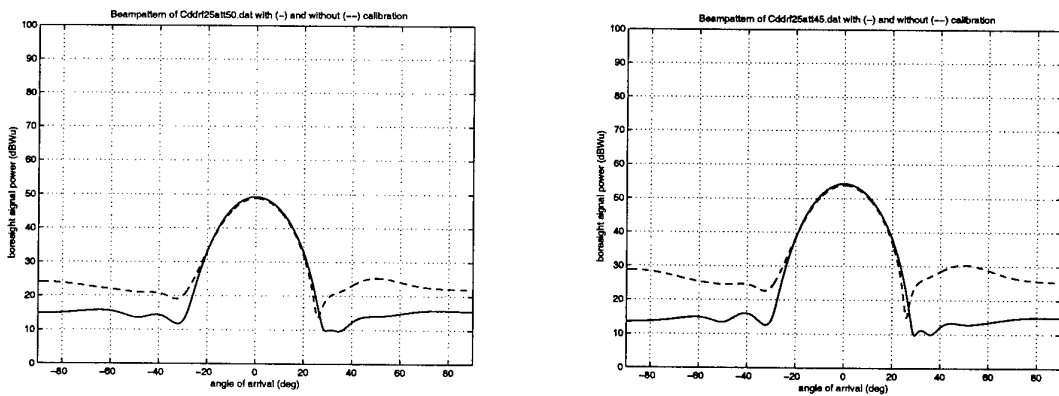 Beampattern of Cddrf25att50.dat with (-) and without (--) calibration
boresight signal power (dBWu)
100
90
80
70
60
50
40
30
20
10
0
-80 -60 -40 -20 0 20 40 60 80
angle of arrival (deg)
Beampattern of Cddrf25att45.dat with (-) and without (--) calibration
boresight signal power (dBWu)
100
90
80
70
60
50
40
30
20
10
0
-80 -60 -40 -20 0 20 40 60 80
angle of arrival (deg)